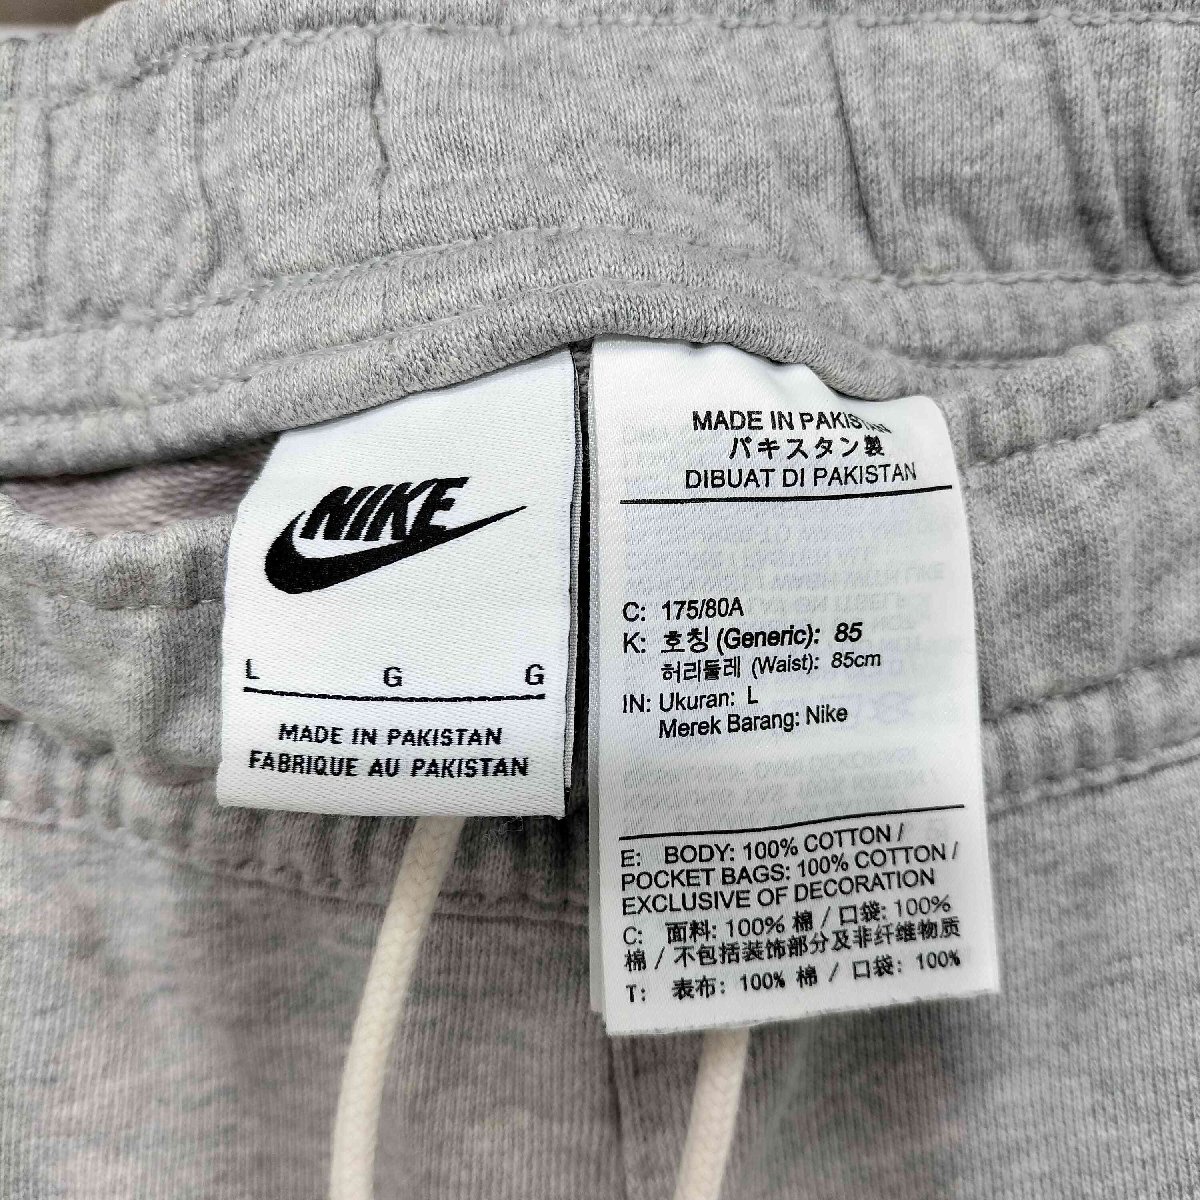 NIKE
L G G
MADE IN PAKISTAN
FABRIQUE AU PAKISTAN
MADE IN PAKISTAN
パキスタン製
DIBUAT DI PAKISTAN
C: 175/80A
K: 호칭 (Generic): 85
허리둘레 (Waist): 85cm
IN: Ukuran: L
Merek Barang: Nike
E: BODY: 100% COTTON /
POCKET BAGS: 100% COTTON /
EXCLUSIVE OF DECORATION
C: 面料: 100% 棉 / 口袋: 100%
棉 / 不包括装饰部分及非纤维物质
T: 表布: 100% 棉 / 口袋: 100%